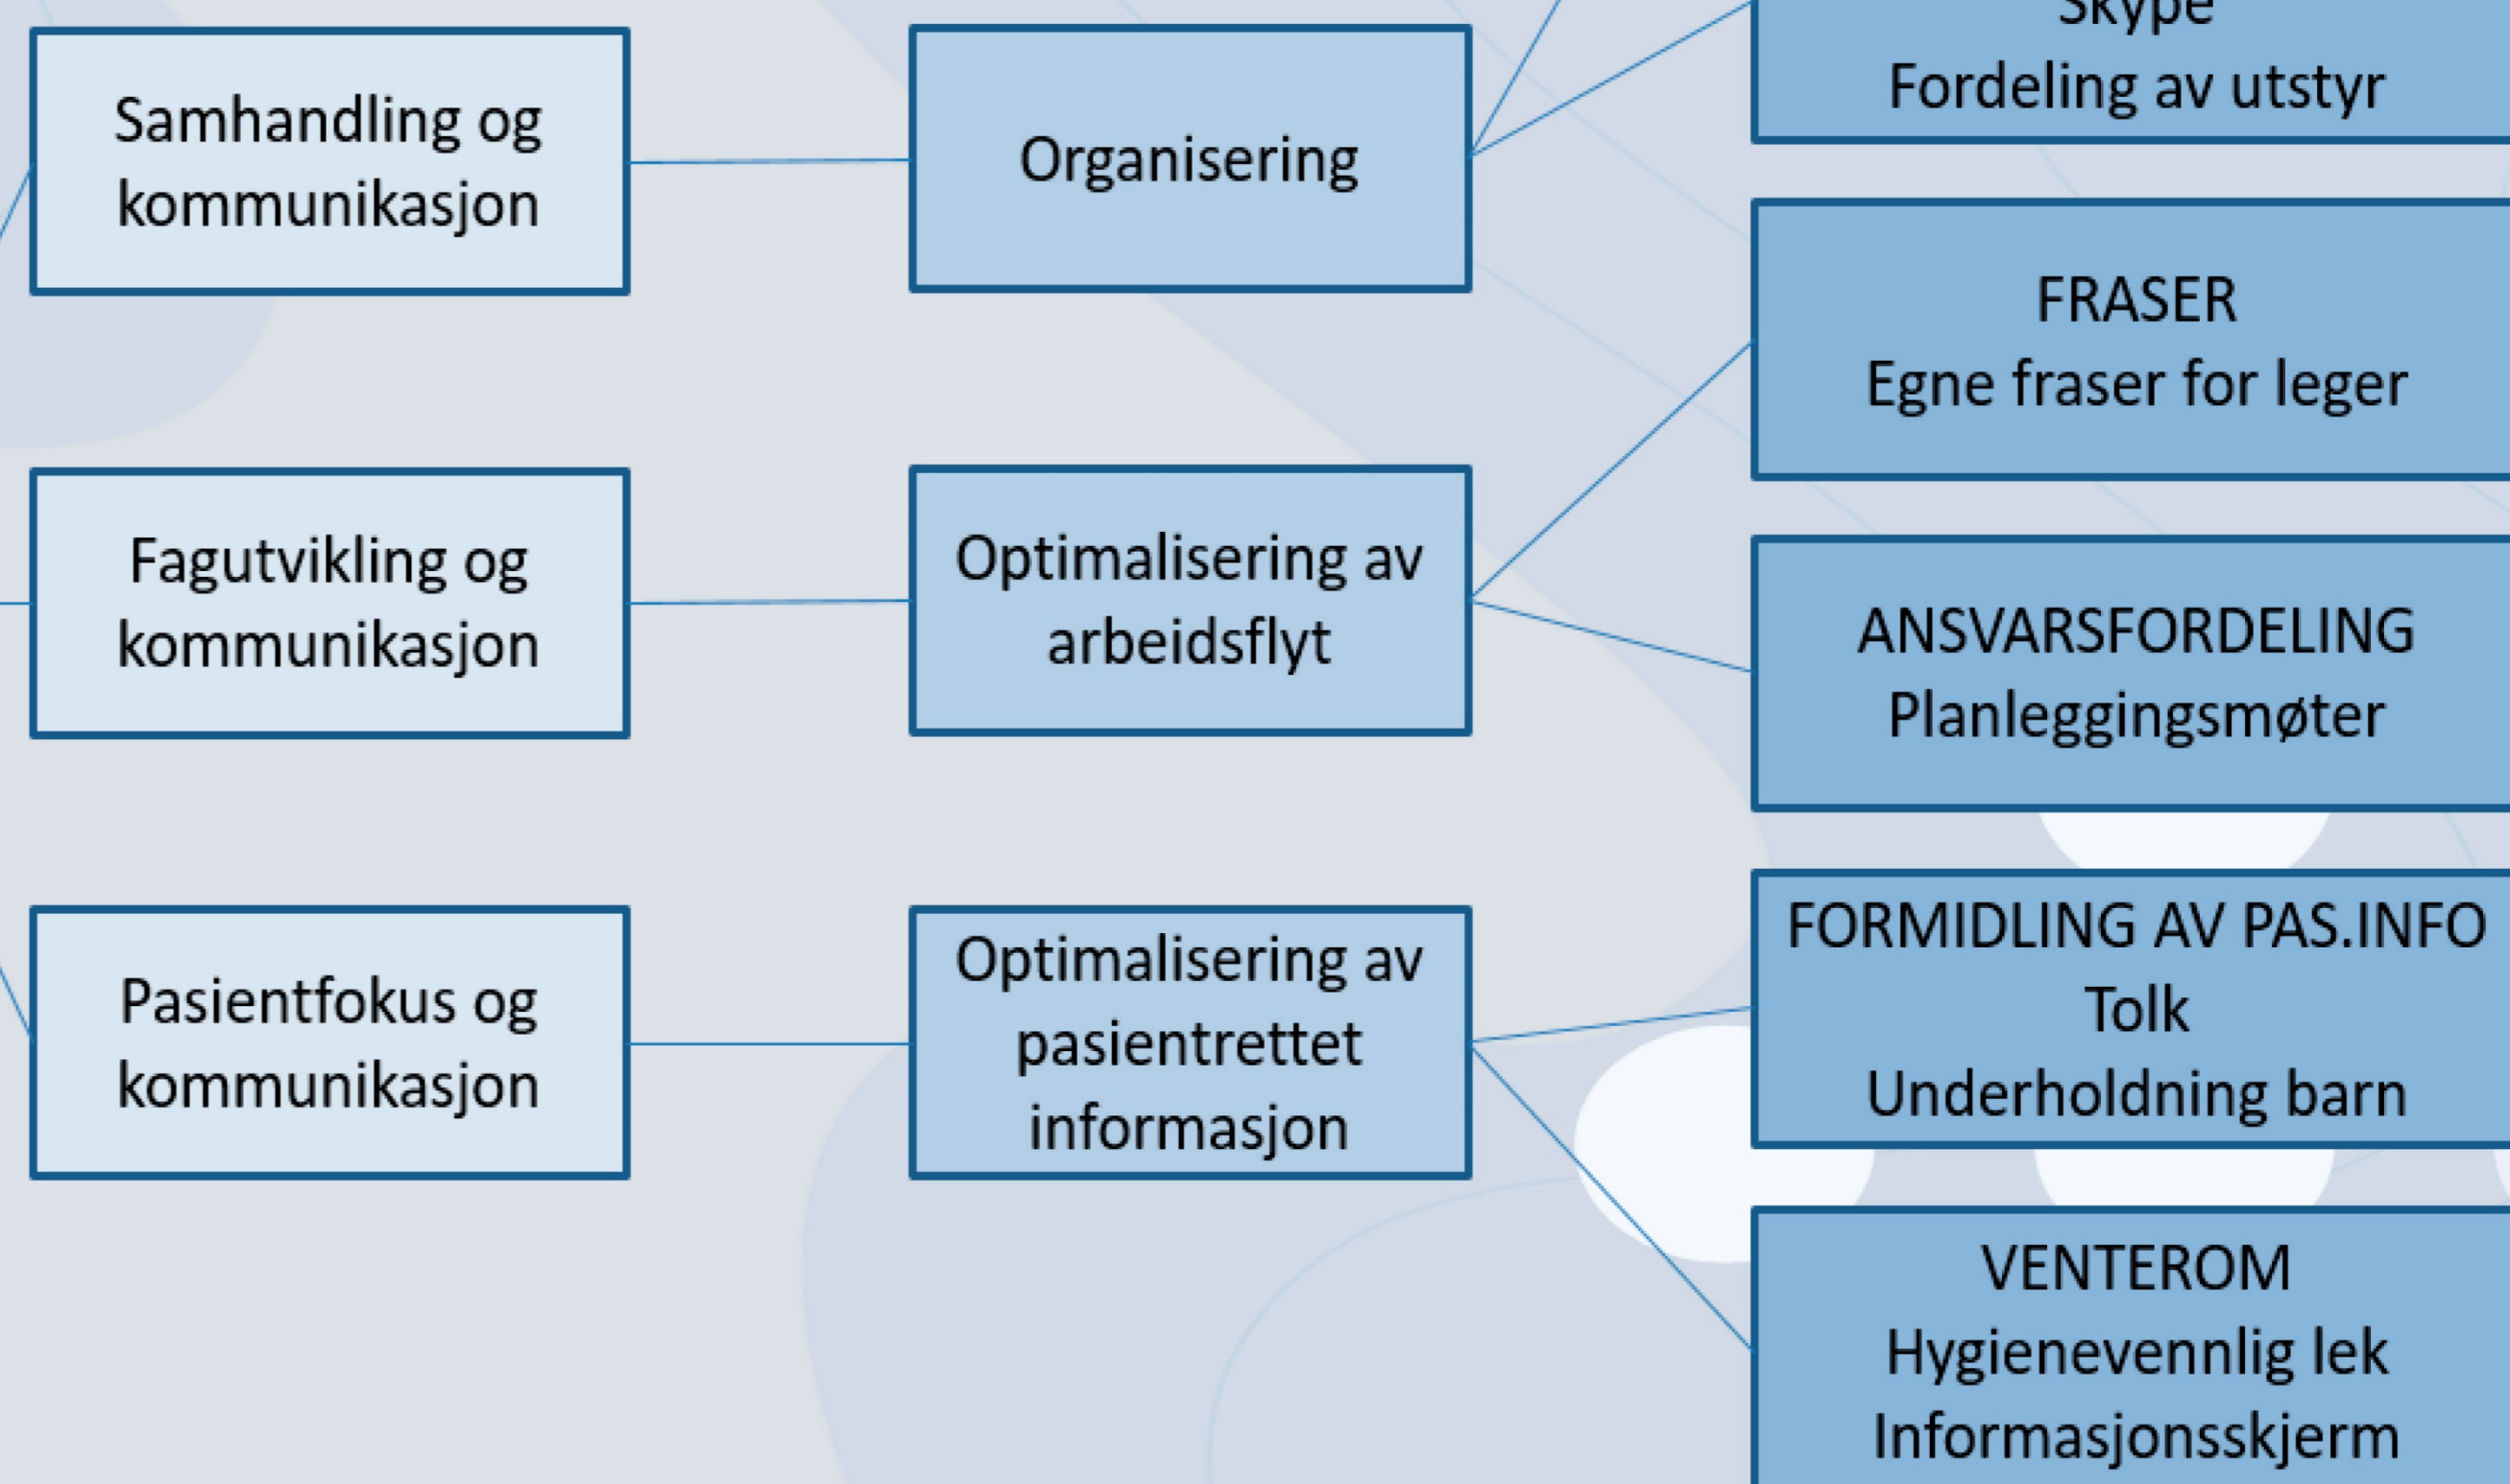 Samhandling og
kommunikasjon
Organisering
Skype
Fordeling av utstyr
FRASER
Egne fraser for leger
Fagutvikling og
kommunikasjon
Optimalisering av
arbeidsflyt
ANSVARSFORDELING
Planleggingsmøter
Pasientfokus og
kommunikasjon
Optimalisering av
pasientrettet
informasjon
FORMIDLING AV PAS.INFO
Tolk
Underholdning barn
VENTEROM
Hygienevennlig lek
Informasjonsskjerm